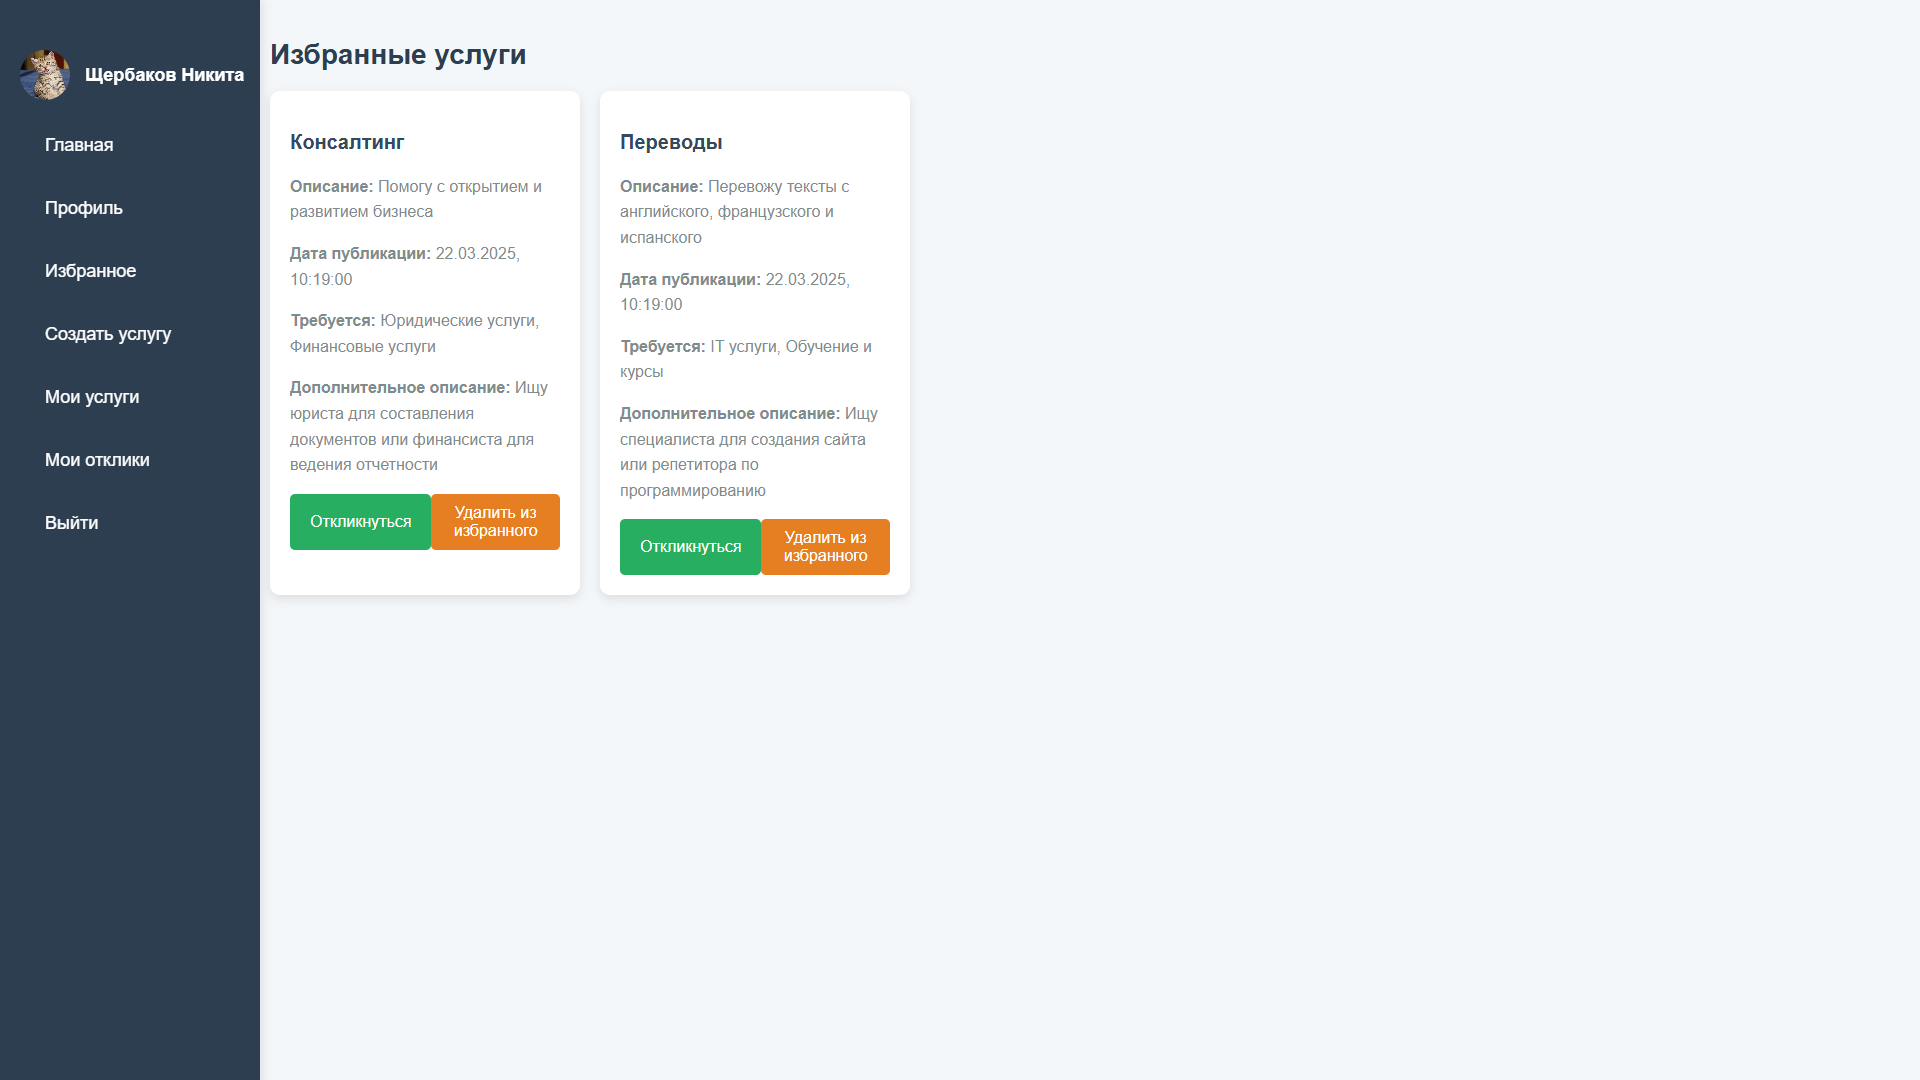 Щербаков Никита
Главная
Профиль
Избранное
Создать услугу
Мои услуги
Мои отклики
Выйти
Избранные услуги
Консалтинг
Описание: Помогу с открытием и
развитием бизнеса
Дата публикации: 22.03.2025,
10:19:00
Требуется: Юридические услуги,
Финансовые услуги
Дополнительное описание: Ищу
юриста для составления
документов или финансиста для
ведения отчетности
Откликнуться
Удалить из
избранного
Переводы
Описание: Перевожу тексты с
английского, французского и
испанского
Дата публикации: 22.03.2025,
10:19:00
Требуется: IT услуги, Обучение и
курсы
Дополнительное описание: Ищу
специалиста для создания сайта
или репетитора по
программированию
Откликнуться
Удалить из
избранного